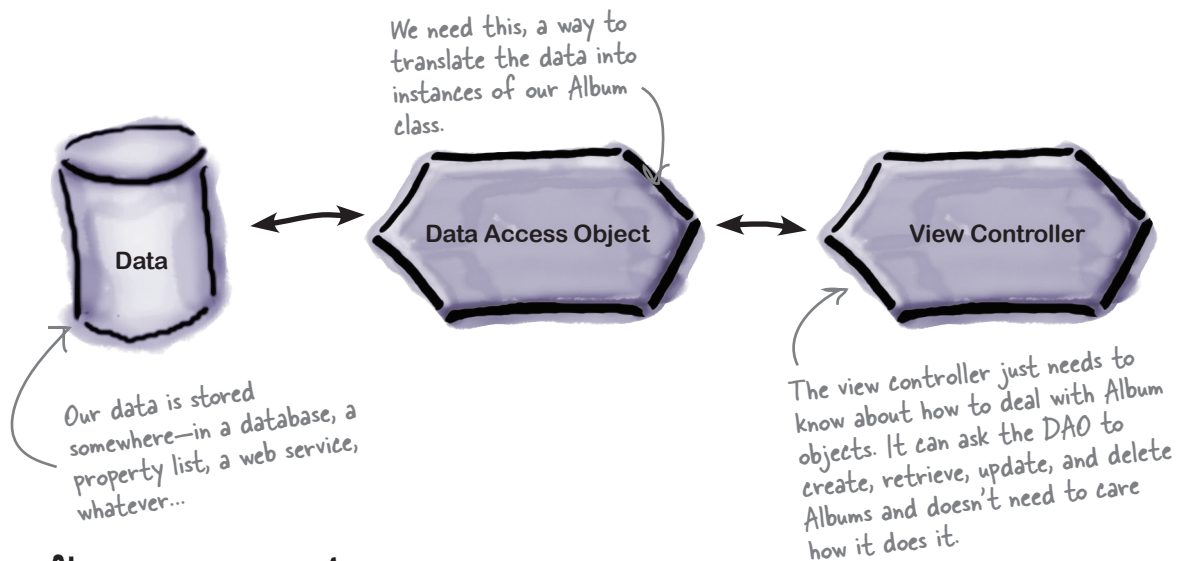 We need this, a way to
translate the data into
instances of our Album
class.
Data
Data Access Object
View Controller
Our data is stored
somewhere—in a database, a
property list, a web service,
whatever...
The view controller just needs to
know about how to deal with Album
objects. It can ask the DAO to
create, retrieve, update, and delete
Albums and doesn't need to care
how it does it.